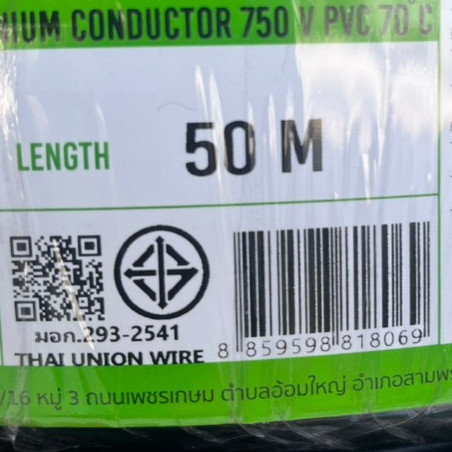 MIUM CONDUCTOR 750 V PVC 70°C
LENGTH 50 M
มอก.293-2541
THAI UNION WIRE
8 859598 818069
/16 หมู่ 3 ถนนเพชรเกษม ตำบลอ้อมใหญ่ อำเภอสามพร